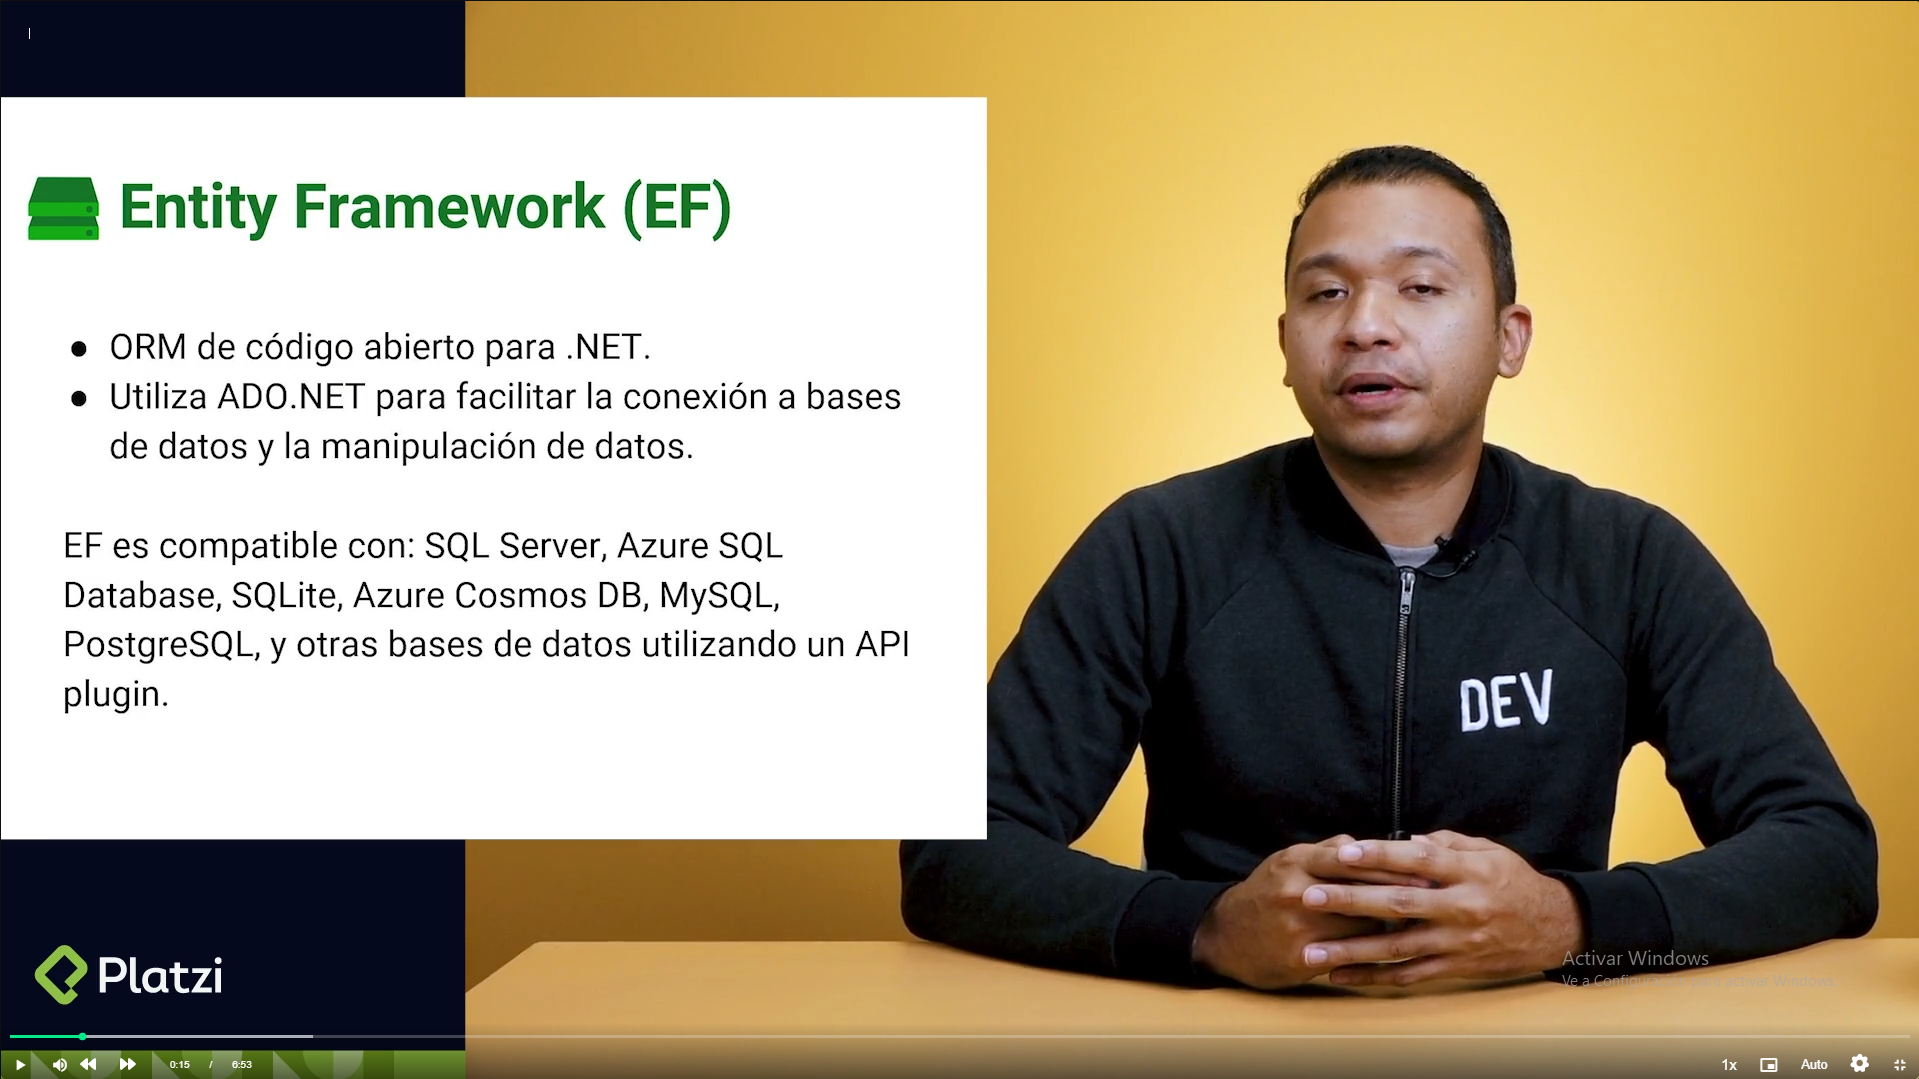 Entity Framework (EF)
● ORM de código abierto para .NET.
● Utiliza ADO.NET para facilitar la conexión a bases
de datos y la manipulación de datos.
EF es compatible con: SQL Server, Azure SQL
Database, SQLite, Azure Cosmos DB, MySQL,
PostgreSQL, y otras bases de datos utilizando un API
plugin.
DEV
Platzi
Activar Windows
Ve a Configuración para activar Windows.
0:15 / 6:53
1x
Auto